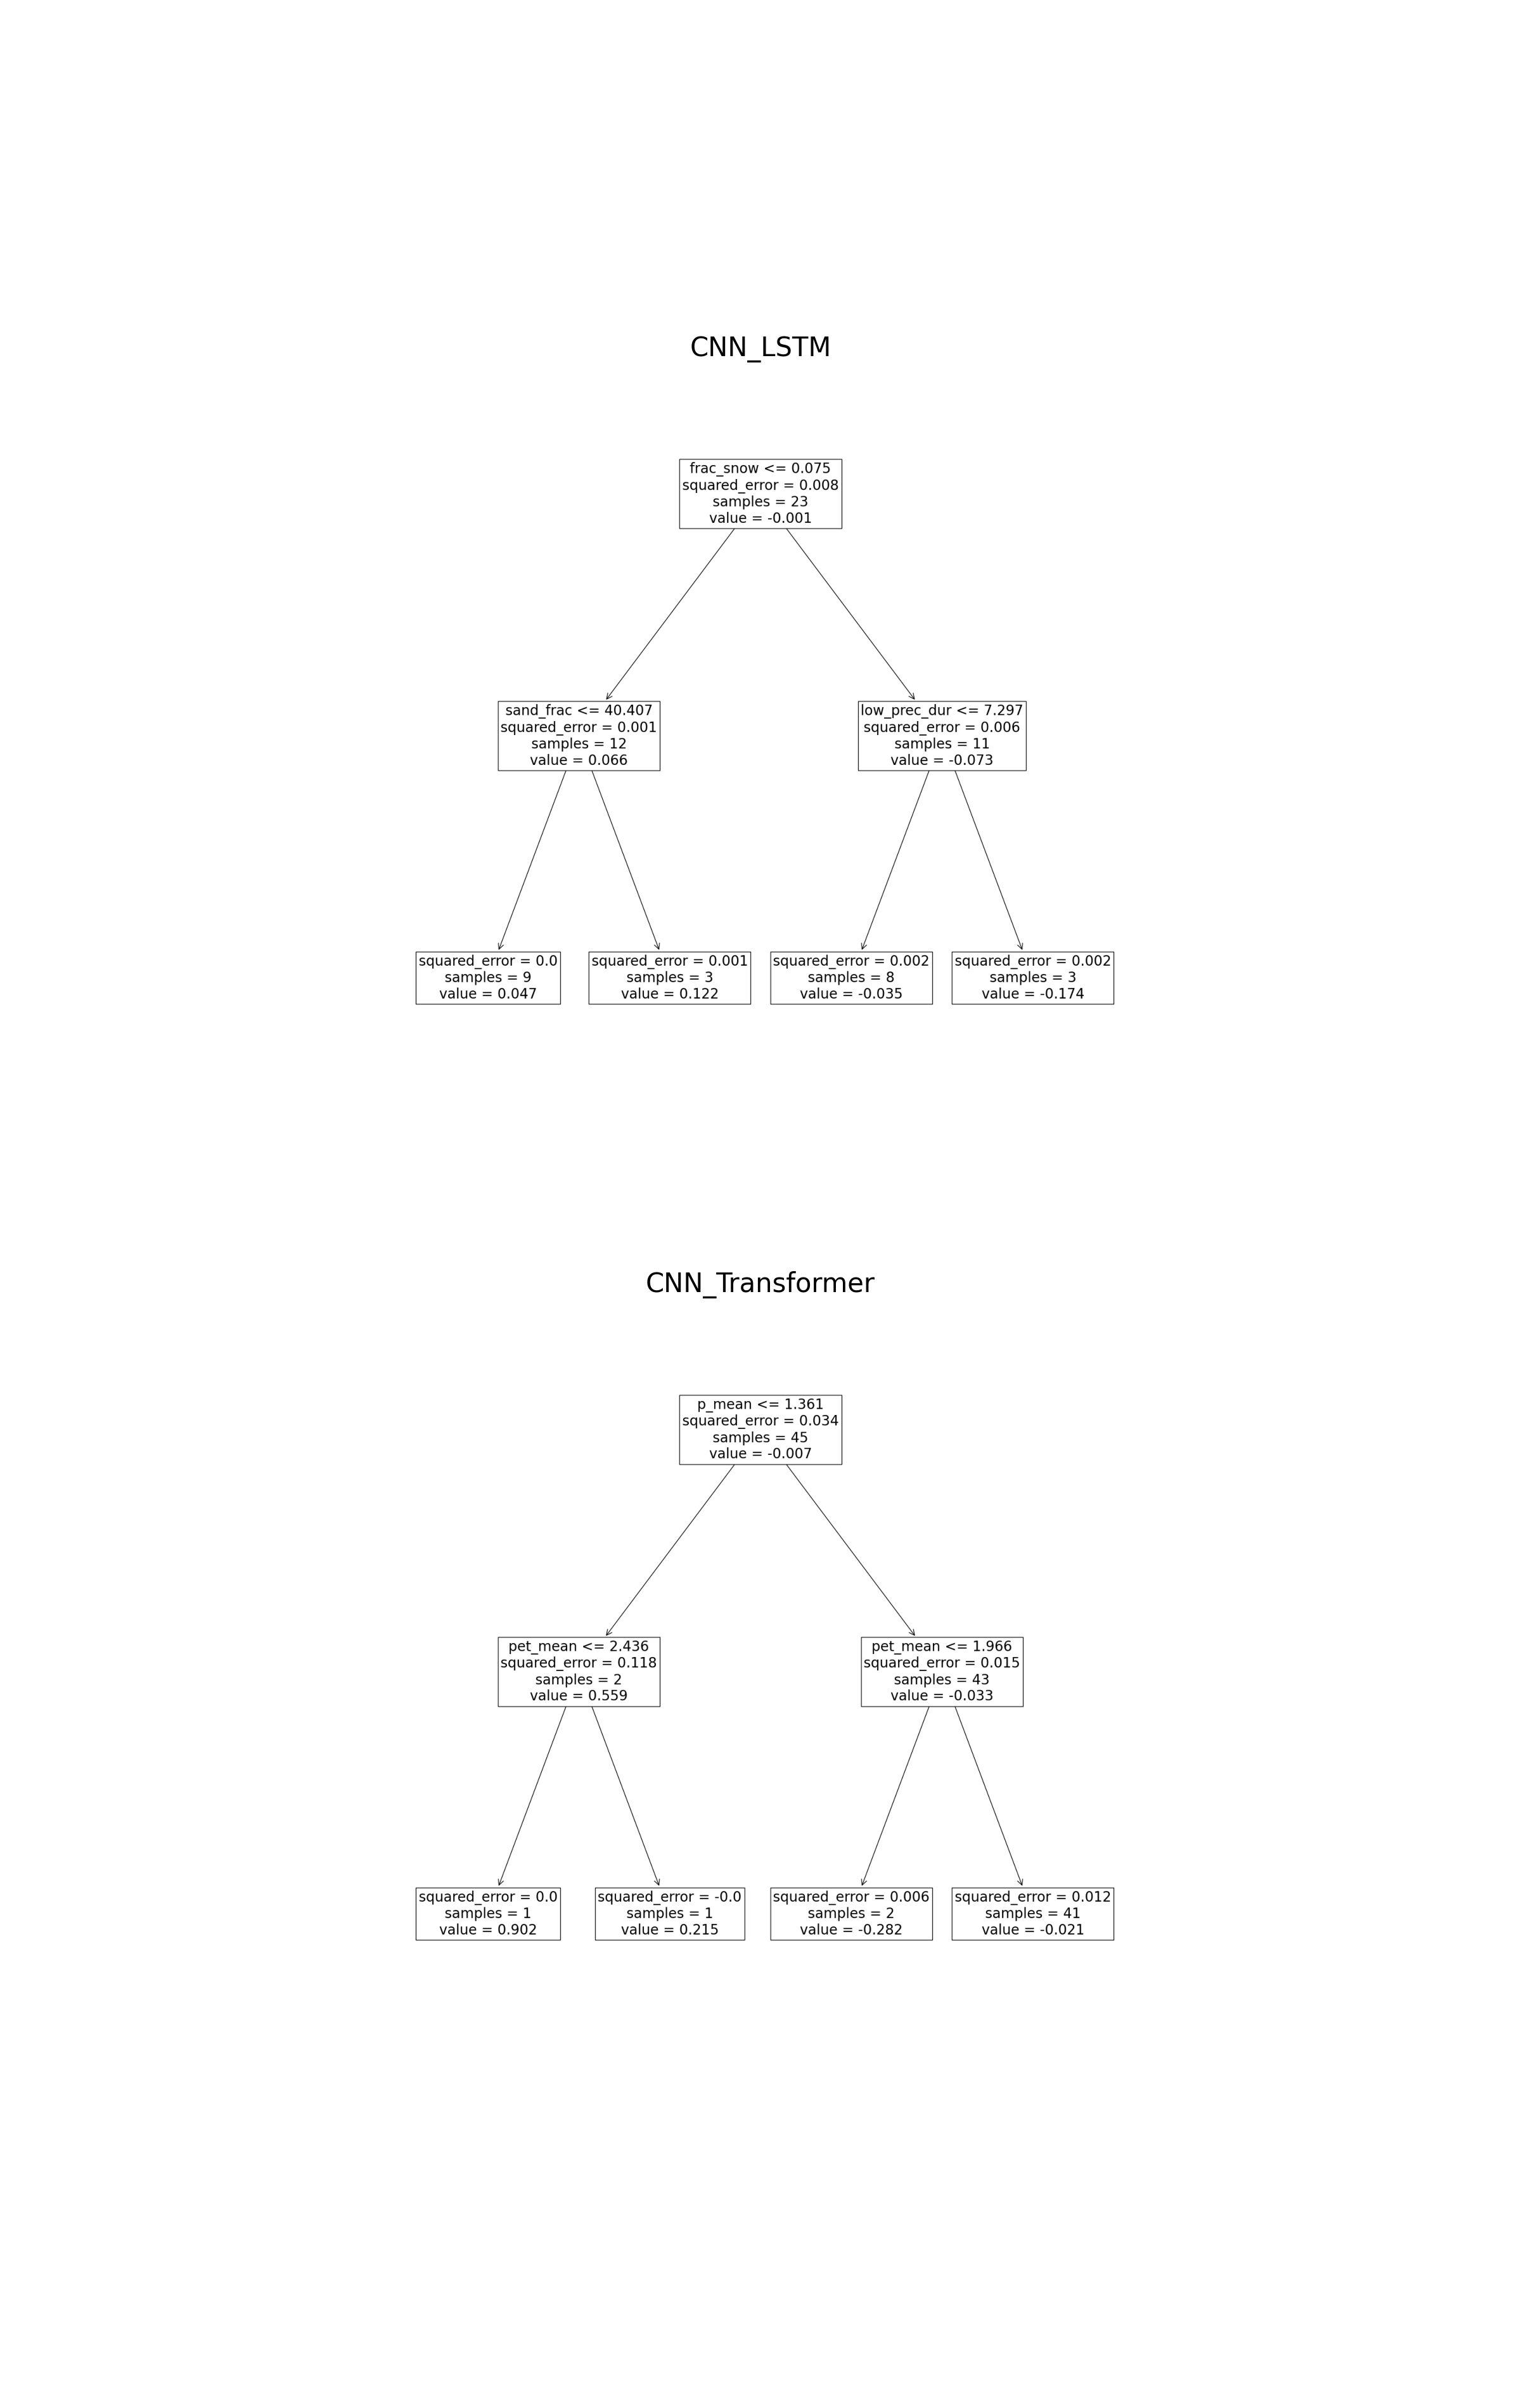 CNN_LSTM
frac_snow <= 0.075
squared_error = 0.008
samples = 23
value = -0.001
sand_frac <= 40.407
squared_error = 0.001
samples = 12
value = 0.066
low_prec_dur <= 7.297
squared_error = 0.006
samples = 11
value = -0.073
squared_error = 0.0
samples = 9
value = 0.047
squared_error = 0.001
samples = 3
value = 0.122
squared_error = 0.002
samples = 8
value = -0.035
squared_error = 0.002
samples = 3
value = -0.174
CNN_Transformer
p_mean <= 1.361
squared_error = 0.034
samples = 45
value = -0.007
pet_mean <= 2.436
squared_error = 0.118
samples = 2
value = 0.559
pet_mean <= 1.966
squared_error = 0.015
samples = 43
value = -0.033
squared_error = 0.0
samples = 1
value = 0.902
squared_error = -0.0
samples = 1
value = 0.215
squared_error = 0.006
samples = 2
value = -0.282
squared_error = 0.012
samples = 41
value = -0.021